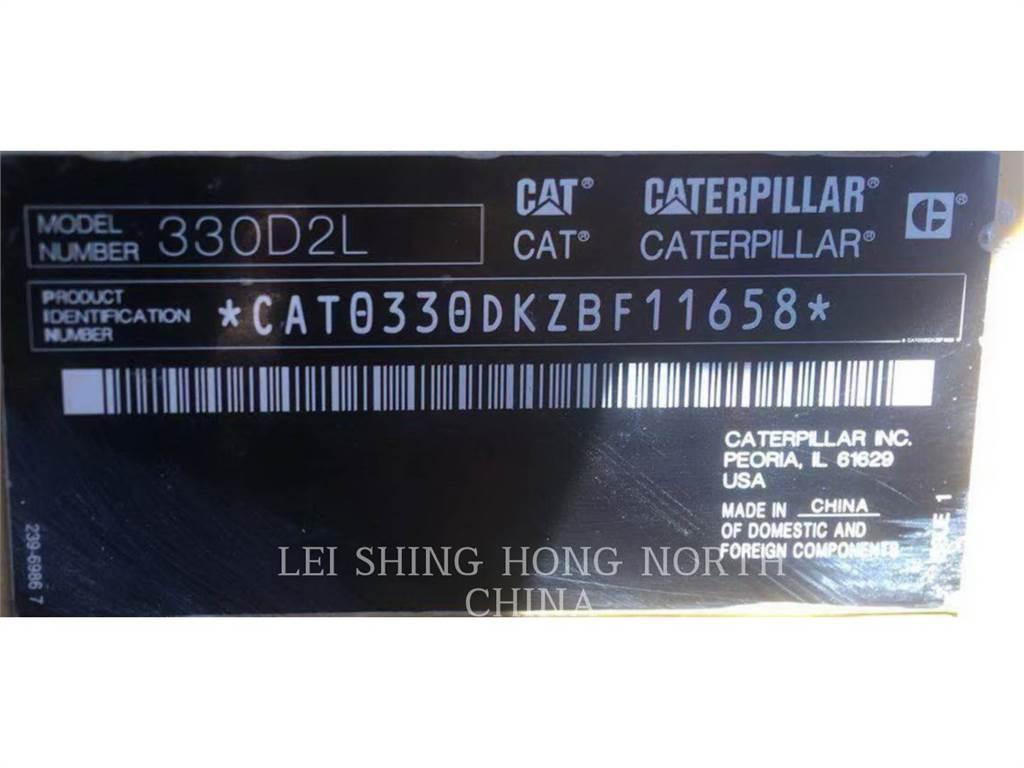 CAT® CATERPILLAR®
MODEL NUMBER 330D2L
CAT® CATERPILLAR®
PRODUCT IDENTIFICATION NUMBER *CAT0330DKZBF11658*
CATERPILLAR INC.
PEORIA, IL 61629
USA
MADE IN CHINA
OF DOMESTIC AND
FOREIGN COMPONENTS
239-5986 7
LEI SHING HONG NORTH
CHINA